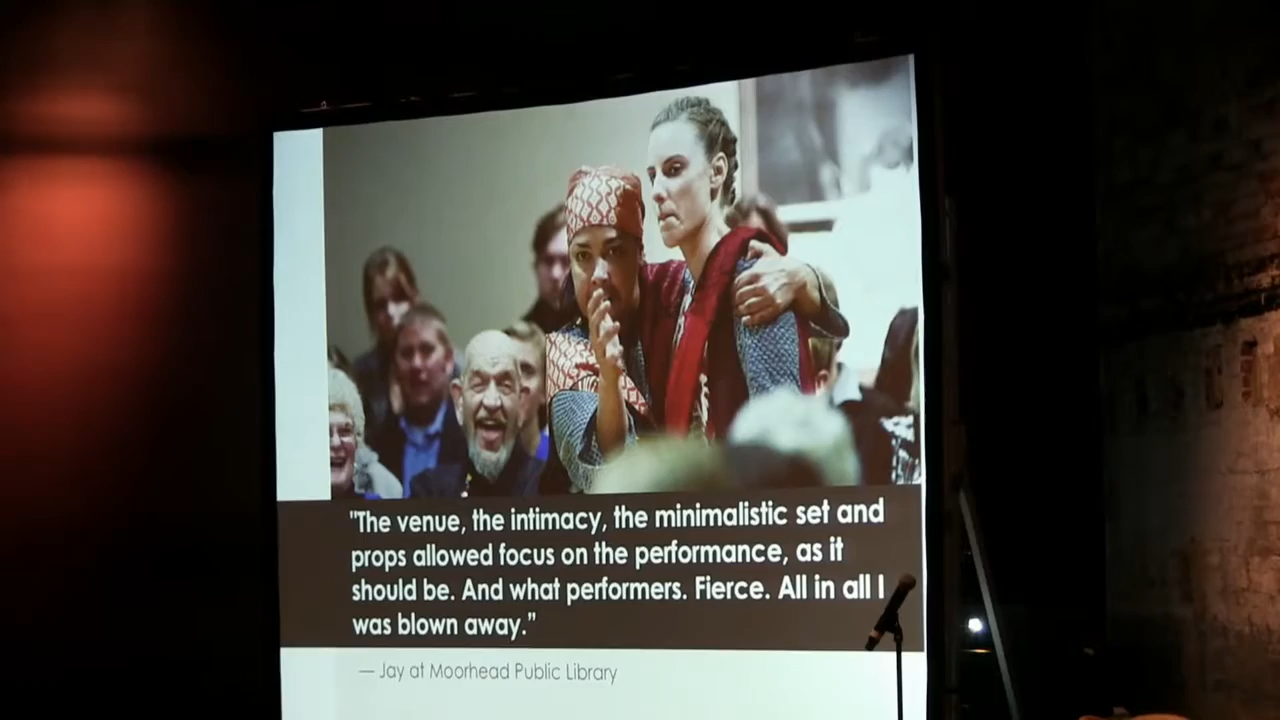 "The venue, the intimacy, the minimalistic set and
props allowed focus on the performance, as it
should be. And what performers. Fierce. All in all I
was blown away."
— Jay at Moorhead Public Library